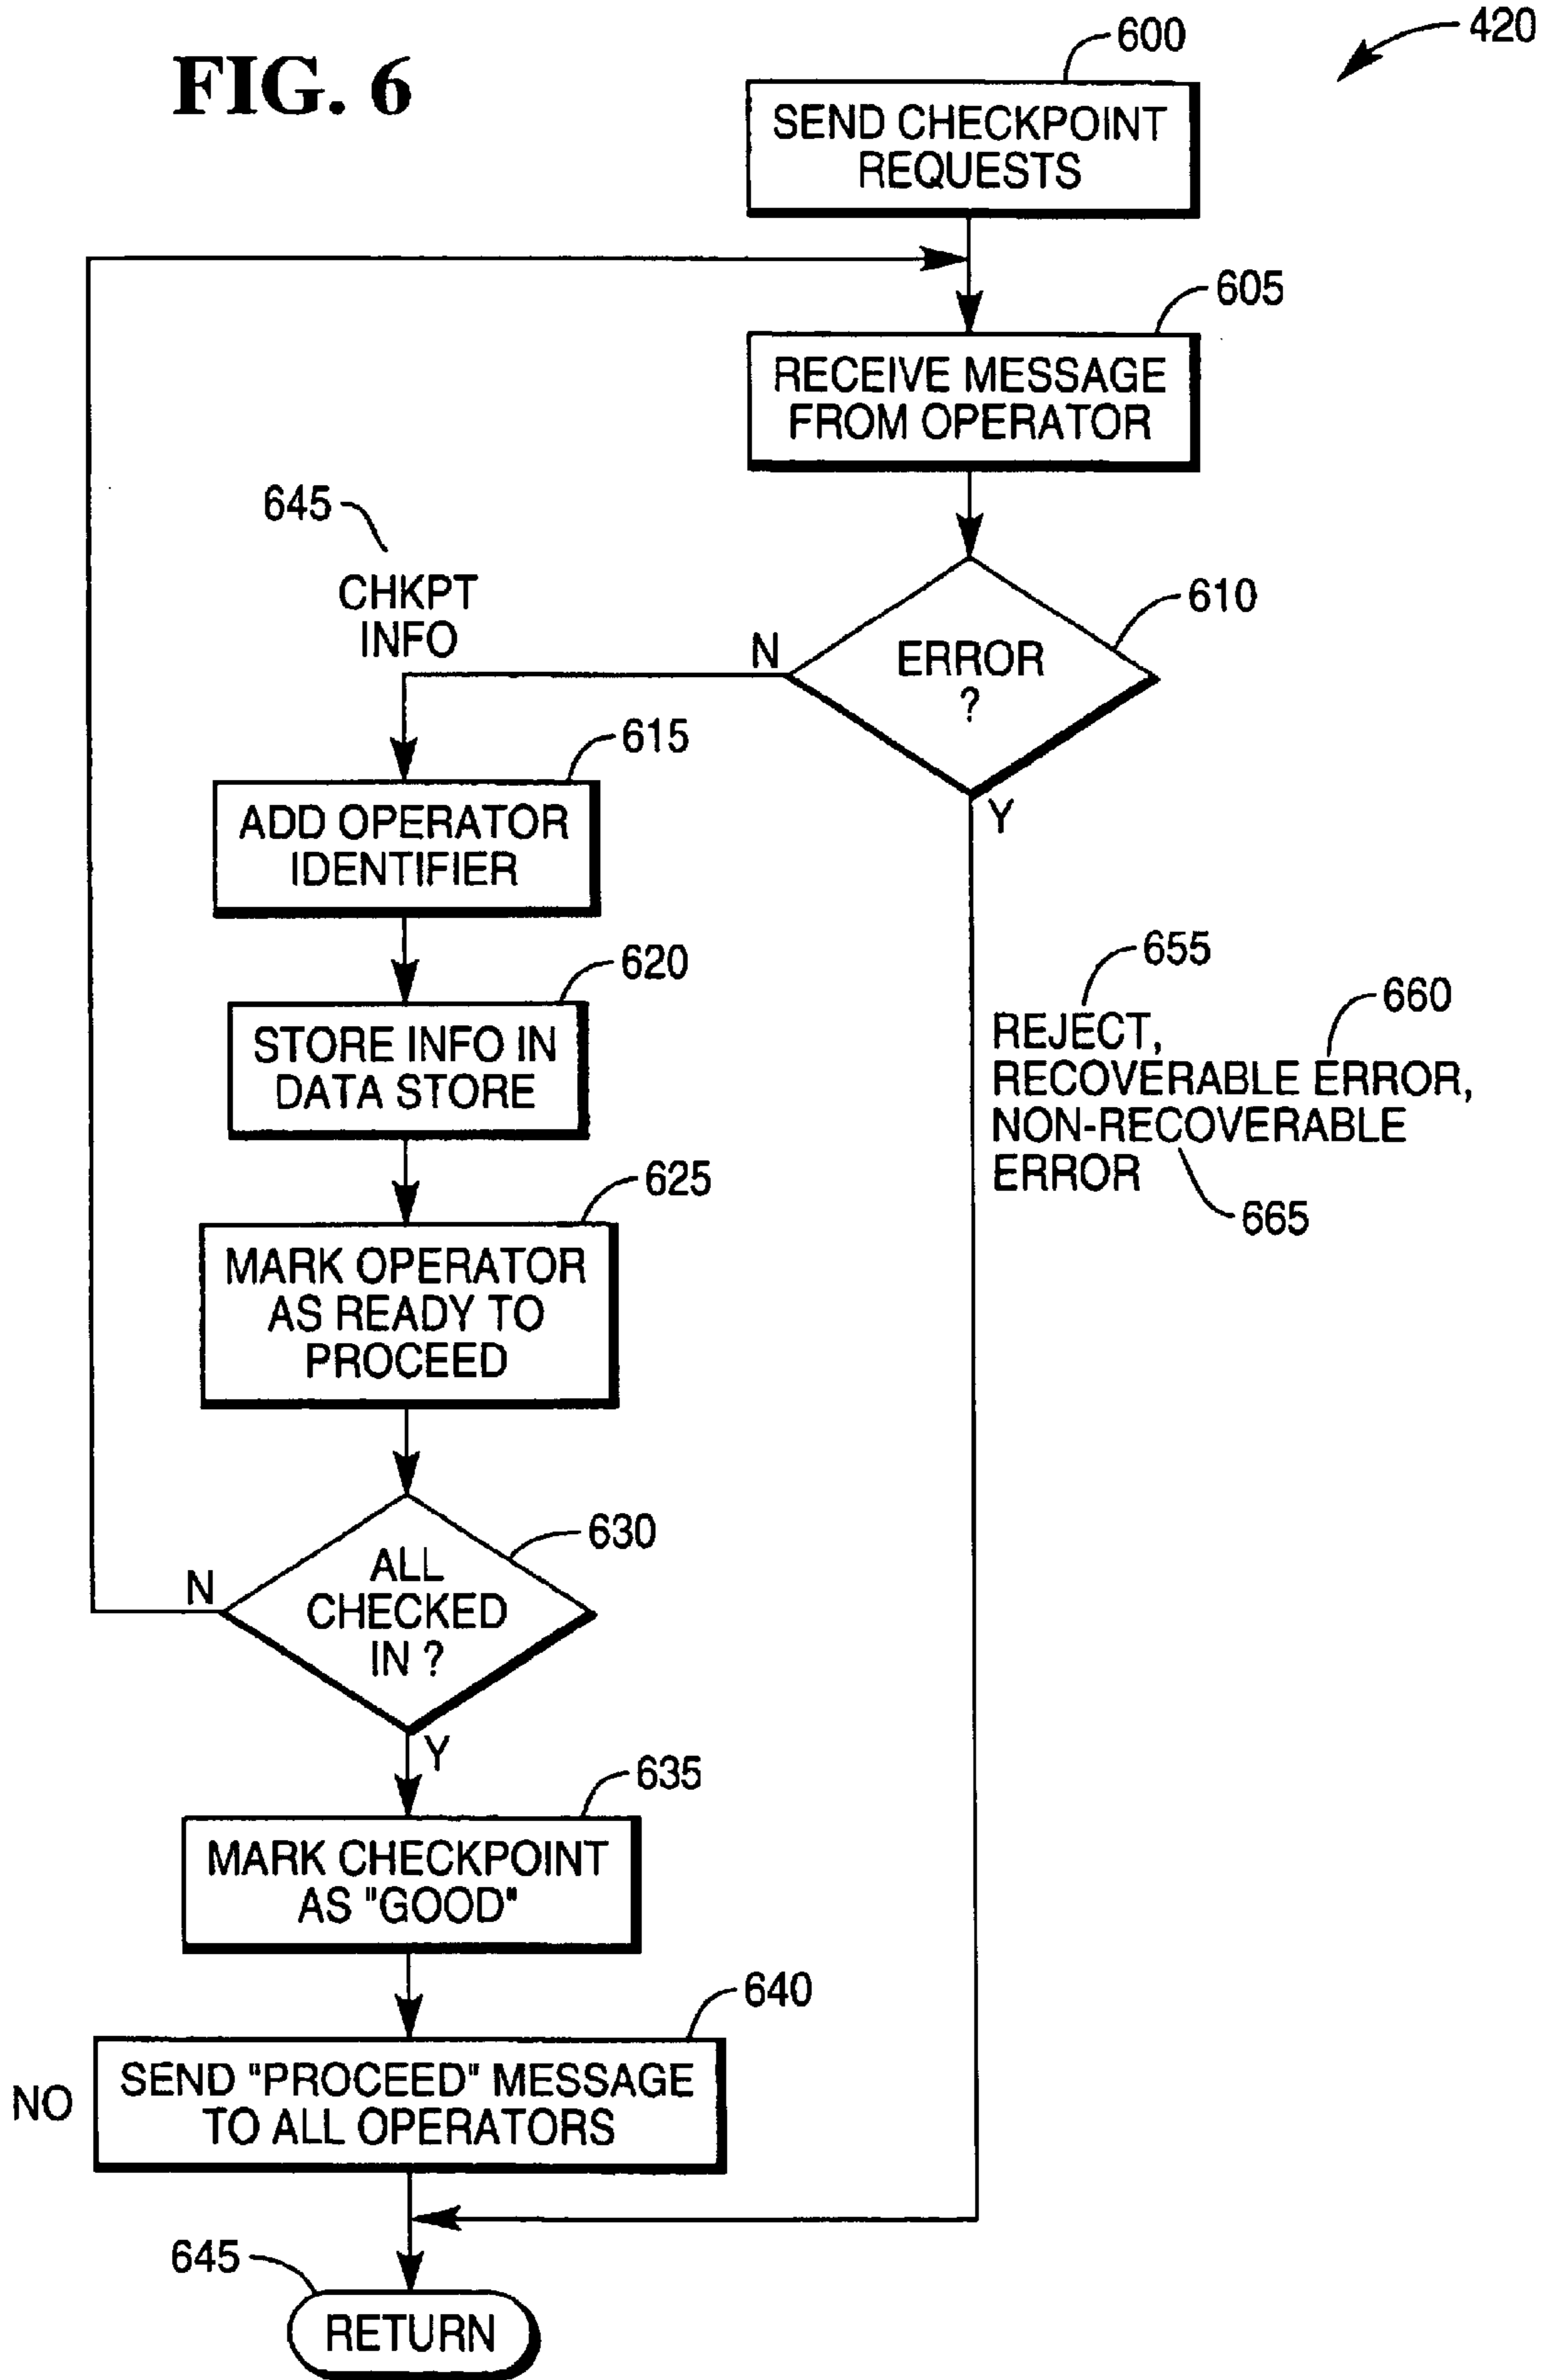 FIG. 6
420
600
SEND CHECKPOINT
REQUESTS
605
RECEIVE MESSAGE
FROM OPERATOR
645
CHKPT
INFO
610
ERROR
?
N
Y
615
ADD OPERATOR
IDENTIFIER
620
STORE INFO IN
DATA STORE
655
REJECT,
660
RECOVERABLE ERROR,
NON-RECOVERABLE
ERROR
665
625
MARK OPERATOR
AS READY TO
PROCEED
630
ALL
CHECKED
IN ?
N
Y
635
MARK CHECKPOINT
AS "GOOD"
640
NO
SEND "PROCEED" MESSAGE
TO ALL OPERATORS
645
RETURN